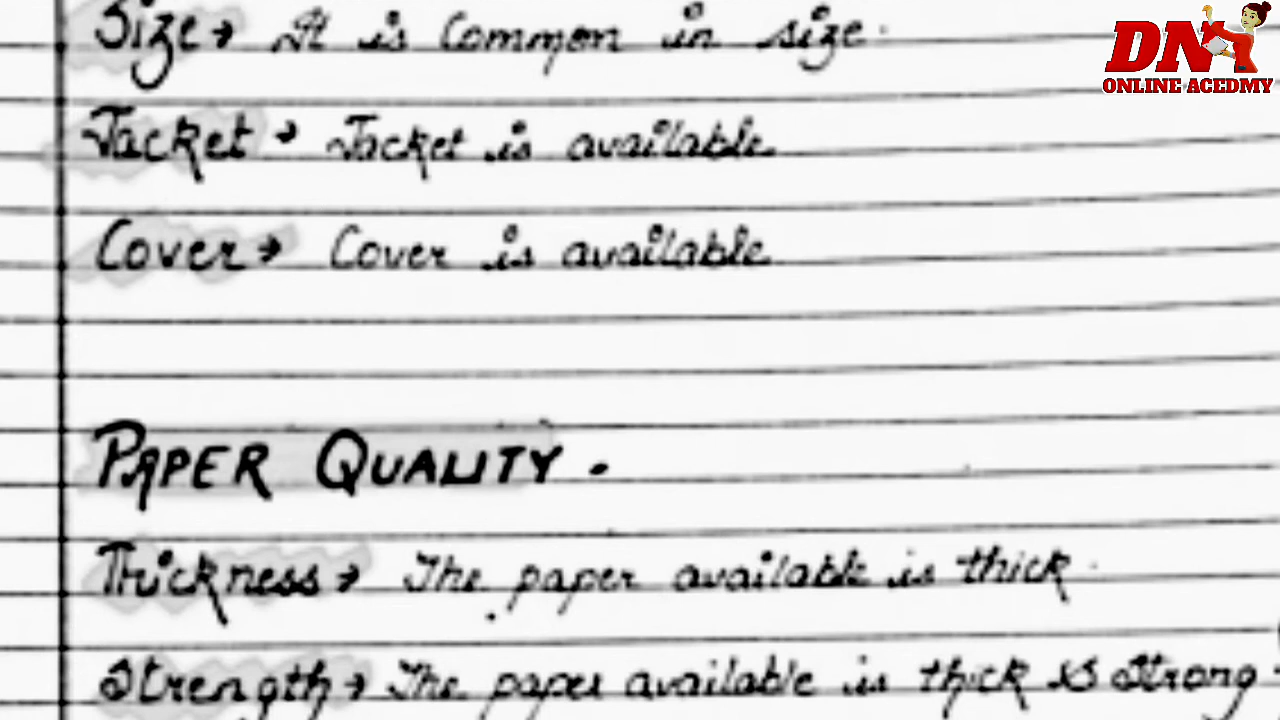 Size → It is Common in size.
DNA
ONLINE ACEDMY
Jacket → Jacket is available
Cover → Cover is available
PAPER QUALITY .
Thickness → The paper available is thick.
Strength → The paper available is thick & Strong